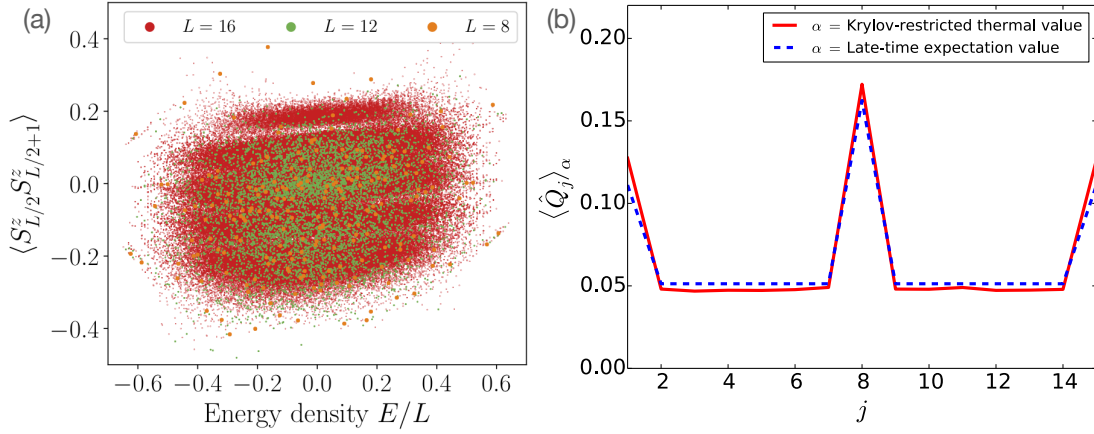 (a)
L = 16
L = 12
L = 8
0.4
0.2
0.0
−0.2
−0.4
⟨S^z_{L/2} S^z_{L/2+1}⟩
−0.6
−0.4
−0.2
0.0
0.2
0.4
0.6
Energy density E/L
(b)
α = Krylov-restricted thermal value
α = Late-time expectation value
0.20
0.15
0.10
0.05
0.00
⟨Q̂_j⟩_α
2
4
6
8
10
12
14
j